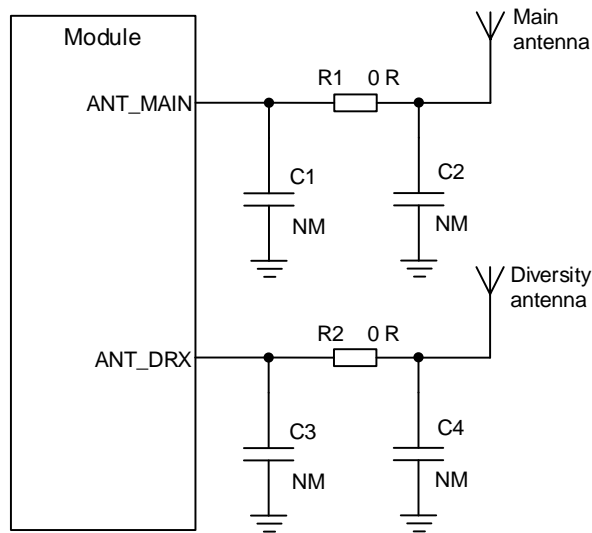 Module
Main
antenna
R1 0 R
ANT_MAIN
C1
C2
NM
NM
Diversity
antenna
R2 0 R
ANT_DRX
C3
C4
NM
NM